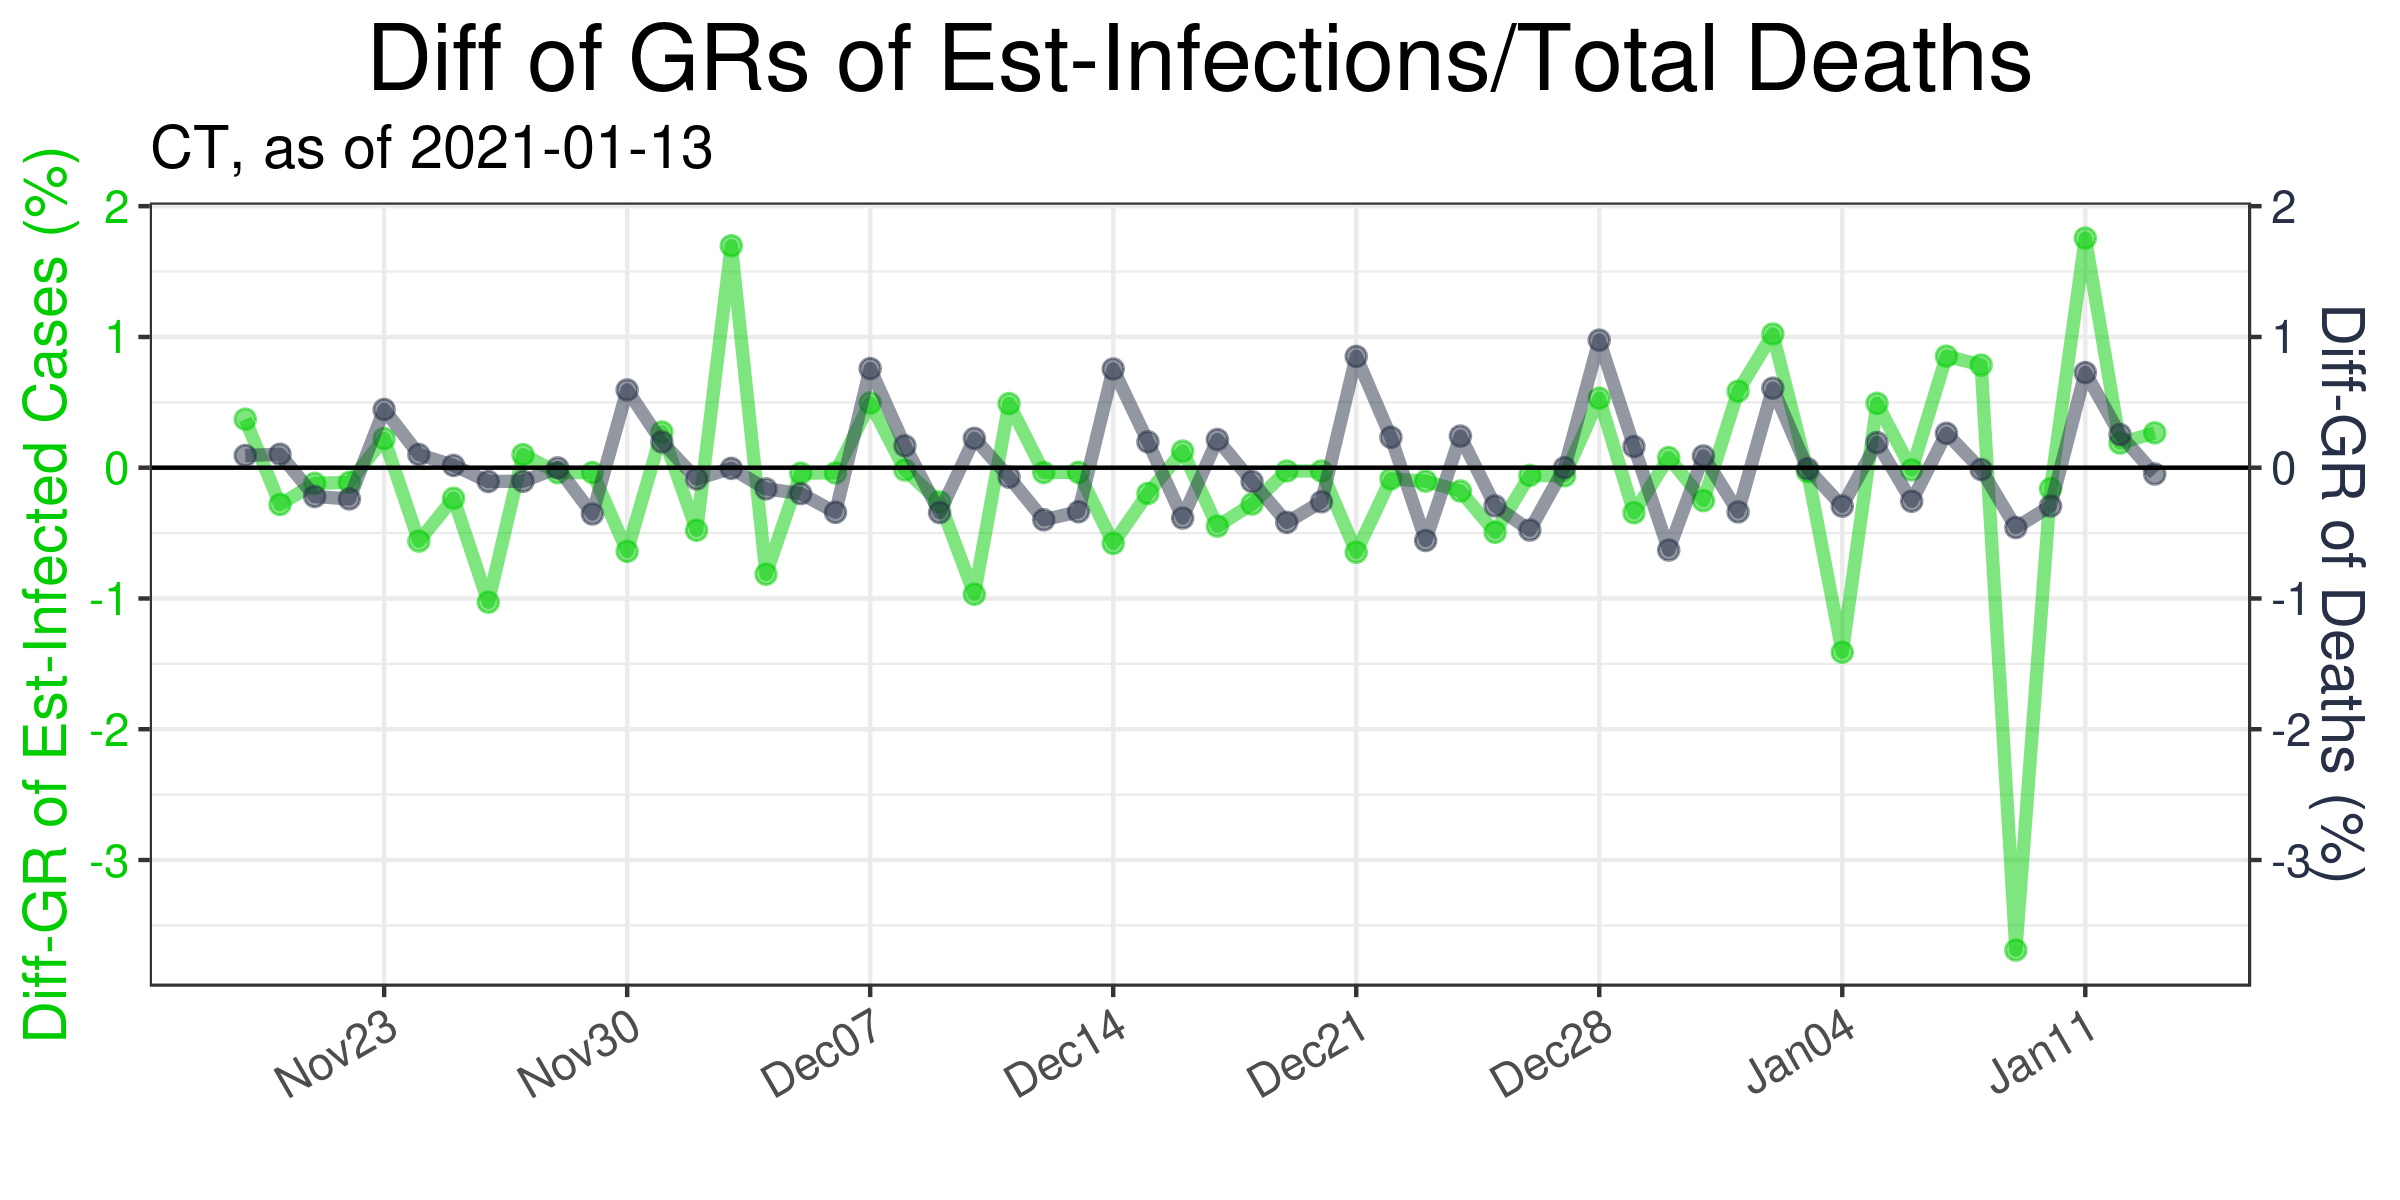 Diff of GRs of Est-Infections/Total Deaths
CT, as of 2021-01-13
Diff-GR of Est-Infected Cases (%)
2
1
0
-1
-2
-3
2
1
0
-1
-2
-3
Diff-GR of Deaths (%)
Nov23
Nov30
Dec07
Dec14
Dec21
Dec28
Jan04
Jan11